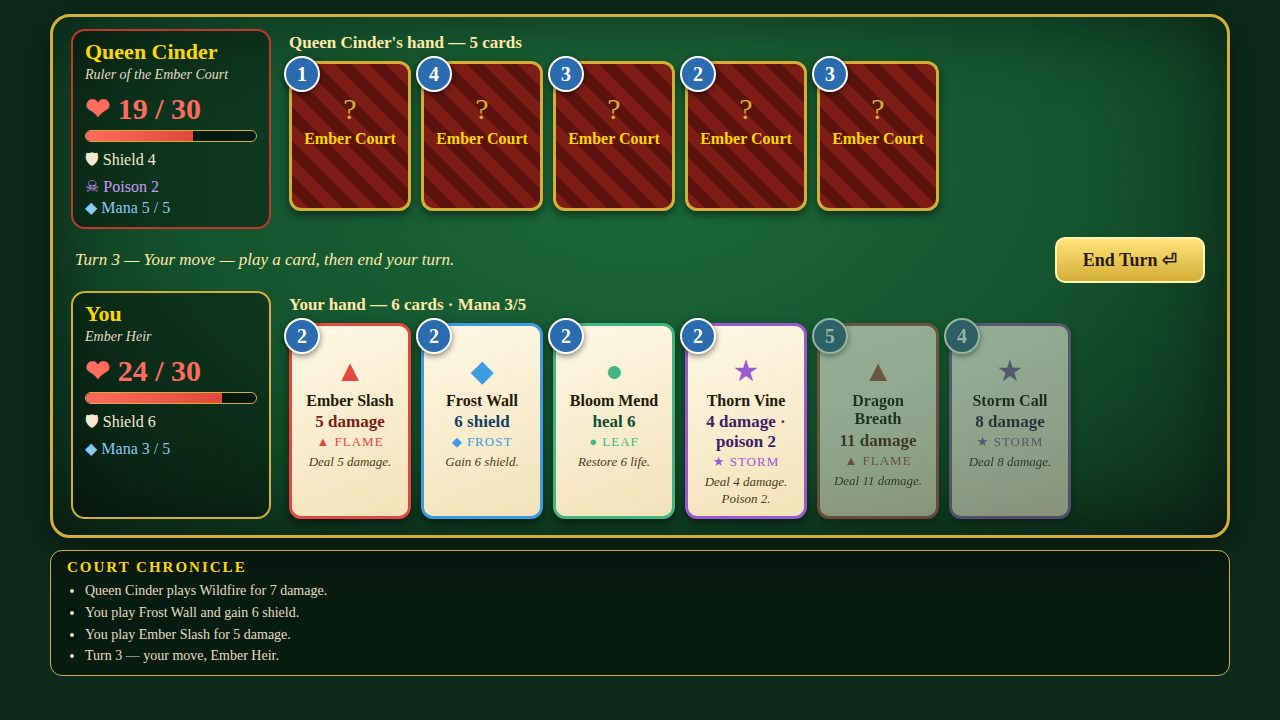 Queen Cinder
Ruler of the Ember Court
❤ 19 / 30
🛡 Shield 4
☠ Poison 2
◆ Mana 5 / 5
Queen Cinder's hand — 5 cards
1
?
Ember Court
4
?
Ember Court
3
?
Ember Court
2
?
Ember Court
3
?
Ember Court
Turn 3 — Your move — play a card, then end your turn.
End Turn ⏎
You
Ember Heir
❤ 24 / 30
🛡 Shield 6
◆ Mana 3 / 5
Your hand — 6 cards · Mana 3/5
2
▲
Ember Slash
5 damage
▲ FLAME
Deal 5 damage.
2
◆
Frost Wall
6 shield
◆ FROST
Gain 6 shield.
2
●
Bloom Mend
heal 6
● LEAF
Restore 6 life.
2
★
Thorn Vine
4 damage ·
poison 2
★ STORM
Deal 4 damage.
Poison 2.
5
▲
Dragon
Breath
11 damage
▲ FLAME
Deal 11 damage.
4
★
Storm Call
8 damage
★ STORM
Deal 8 damage.
COURT CHRONICLE
• Queen Cinder plays Wildfire for 7 damage.
• You play Frost Wall and gain 6 shield.
• You play Ember Slash for 5 damage.
• Turn 3 — your move, Ember Heir.